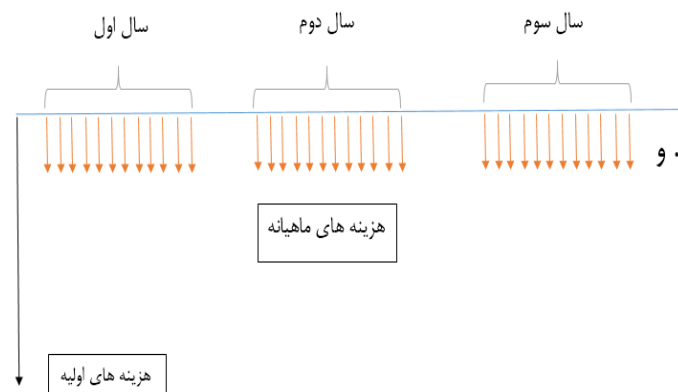 سال اول
سال دوم
سال سوم
. و
هزینه های ماهیانه
هزینه های اولیه